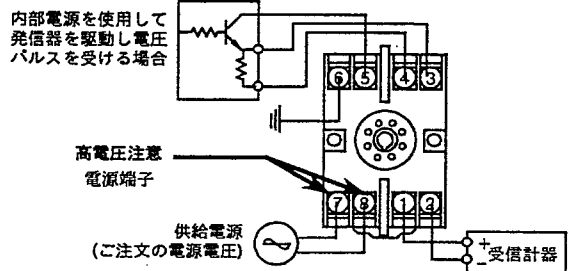 内部電源を使用して
発信器を駆動し電圧
パルスを受ける場合
6 5 4 3
高電圧注意
電源端子
7 8 1 2
供給電源
(ご注文の電源電圧)
+
-
受信計器